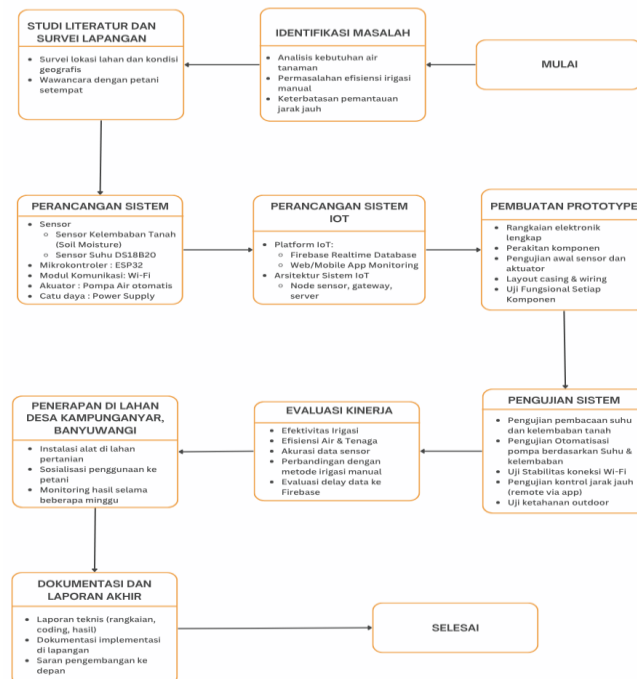 MULAI
IDENTIFIKASI MASALAH
• Analisis kebutuhan air
tanaman
• Permasalahan efisiensi irigasi
manual
• Keterbatasan pemantauan
jarak jauh
STUDI LITERATUR DAN
SURVEI LAPANGAN
• Survei lokasi lahan dan kondisi
geografis
• Wawancara dengan petani
setempat
PERANCANGAN SISTEM
• Sensor
○ Sensor Kelembaban Tanah
(Soil Moisture)
○ Sensor Suhu DS18B20
• Mikrokontroler : ESP32
• Modul Komunikasi: Wi-Fi
• Akuator : Pompa Air otomatis
• Catu daya : Power Supply
PERANCANGAN SISTEM
IOT
• Platform IoT:
○ Firebase Realtime Database
○ Web/Mobile App Monitoring
• Arsitektur Sistem IoT
○ Node sensor, gateway,
server
PEMBUATAN PROTOTYPE
• Rangkaian elektronik
lengkap
• Perakitan komponen
• Pengujian awal sensor dan
aktuator
• Layout casing & wiring
• Uji Fungsional Setiap
Komponen
PENGUJIAN SISTEM
• Pengujian pembacaan suhu
dan kelembaban tanah
• Pengujian Otomatisasi
pompa berdasarkan Suhu &
kelembaban
• Uji Stabilitas koneksi Wi-Fi
• Pengujian kontrol jarak jauh
(remote via app)
• Uji ketahanan outdoor
EVALUASI KINERJA
• Efektivitas Irigasi
• Efisiensi Air & Tenaga
• Akurasi data sensor
• Perbandingan dengan
metode irigasi manual
• Evaluasi delay data ke
Firebase
PENERAPAN DI LAHAN
DESA KAMPUNGANYAR,
BANYUWANGI
• Instalasi alat di lahan
pertanian
• Sosialisasi penggunaan ke
petani
• Monitoring hasil selama
beberapa minggu
DOKUMENTASI DAN
LAPORAN AKHIR
• Laporan teknis (rangkaian,
coding, hasil)
• Dokumentasi implementasi
di lapangan
• Saran pengembangan ke
depan
SELESAI